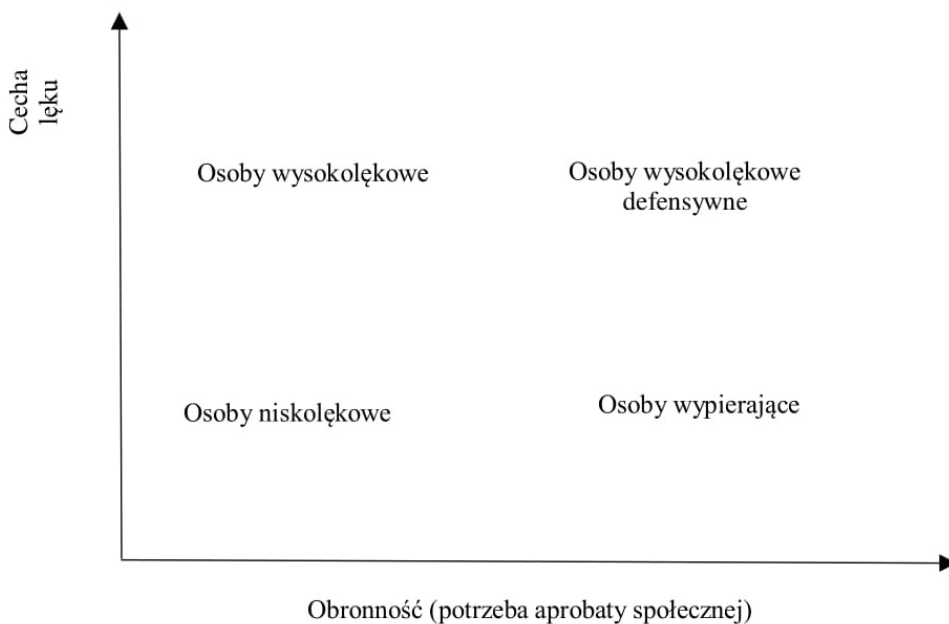 Cecha
lęku
Osoby wysokolękowe
Osoby wysokolękowe
defensywne
Osoby niskolękowe
Osoby wypierające
Obronność (potrzeba aprobaty społecznej)